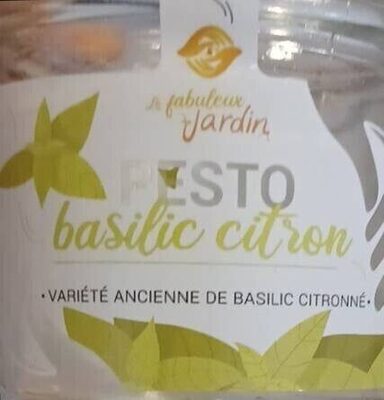 Le fabuleux
Jardin
PESTO
basilic citron
• VARIÉTÉ ANCIENNE DE BASILIC CITRONNÉ •